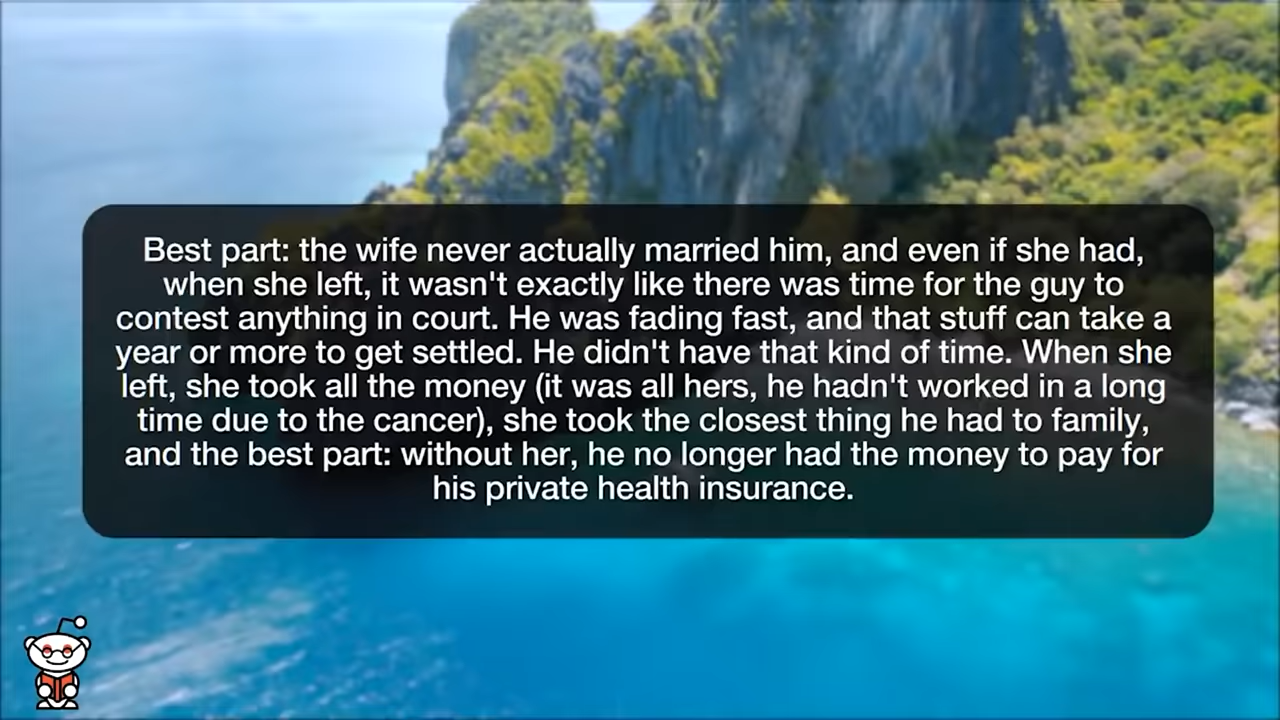 Best part: the wife never actually married him, and even if she had,
when she left, it wasn't exactly like there was time for the guy to
contest anything in court. He was fading fast, and that stuff can take a
year or more to get settled. He didn't have that kind of time. When she
left, she took all the money (it was all hers, he hadn't worked in a long
time due to the cancer), she took the closest thing he had to family,
and the best part: without her, he no longer had the money to pay for
his private health insurance.